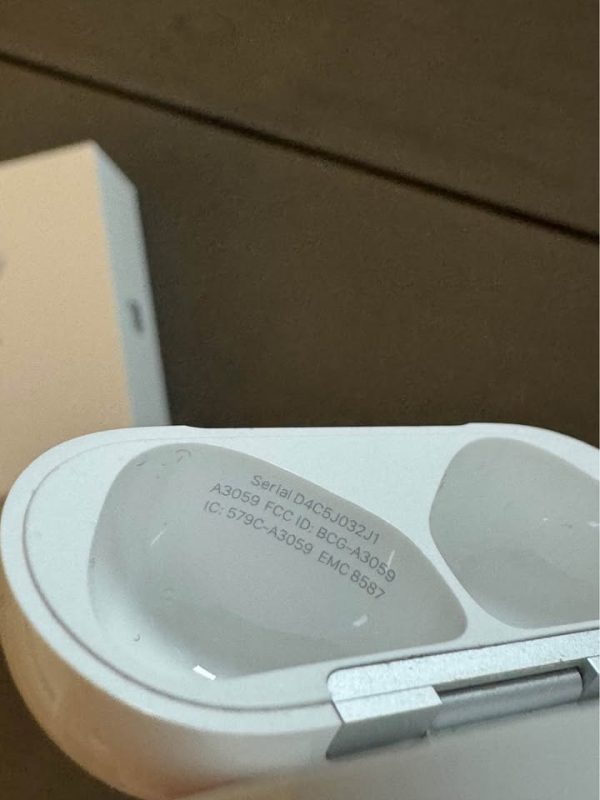 Serial D4C5J032J1
A3059 FCC ID: BCG-A3059
IC: 579C-A3059 EMC 8587